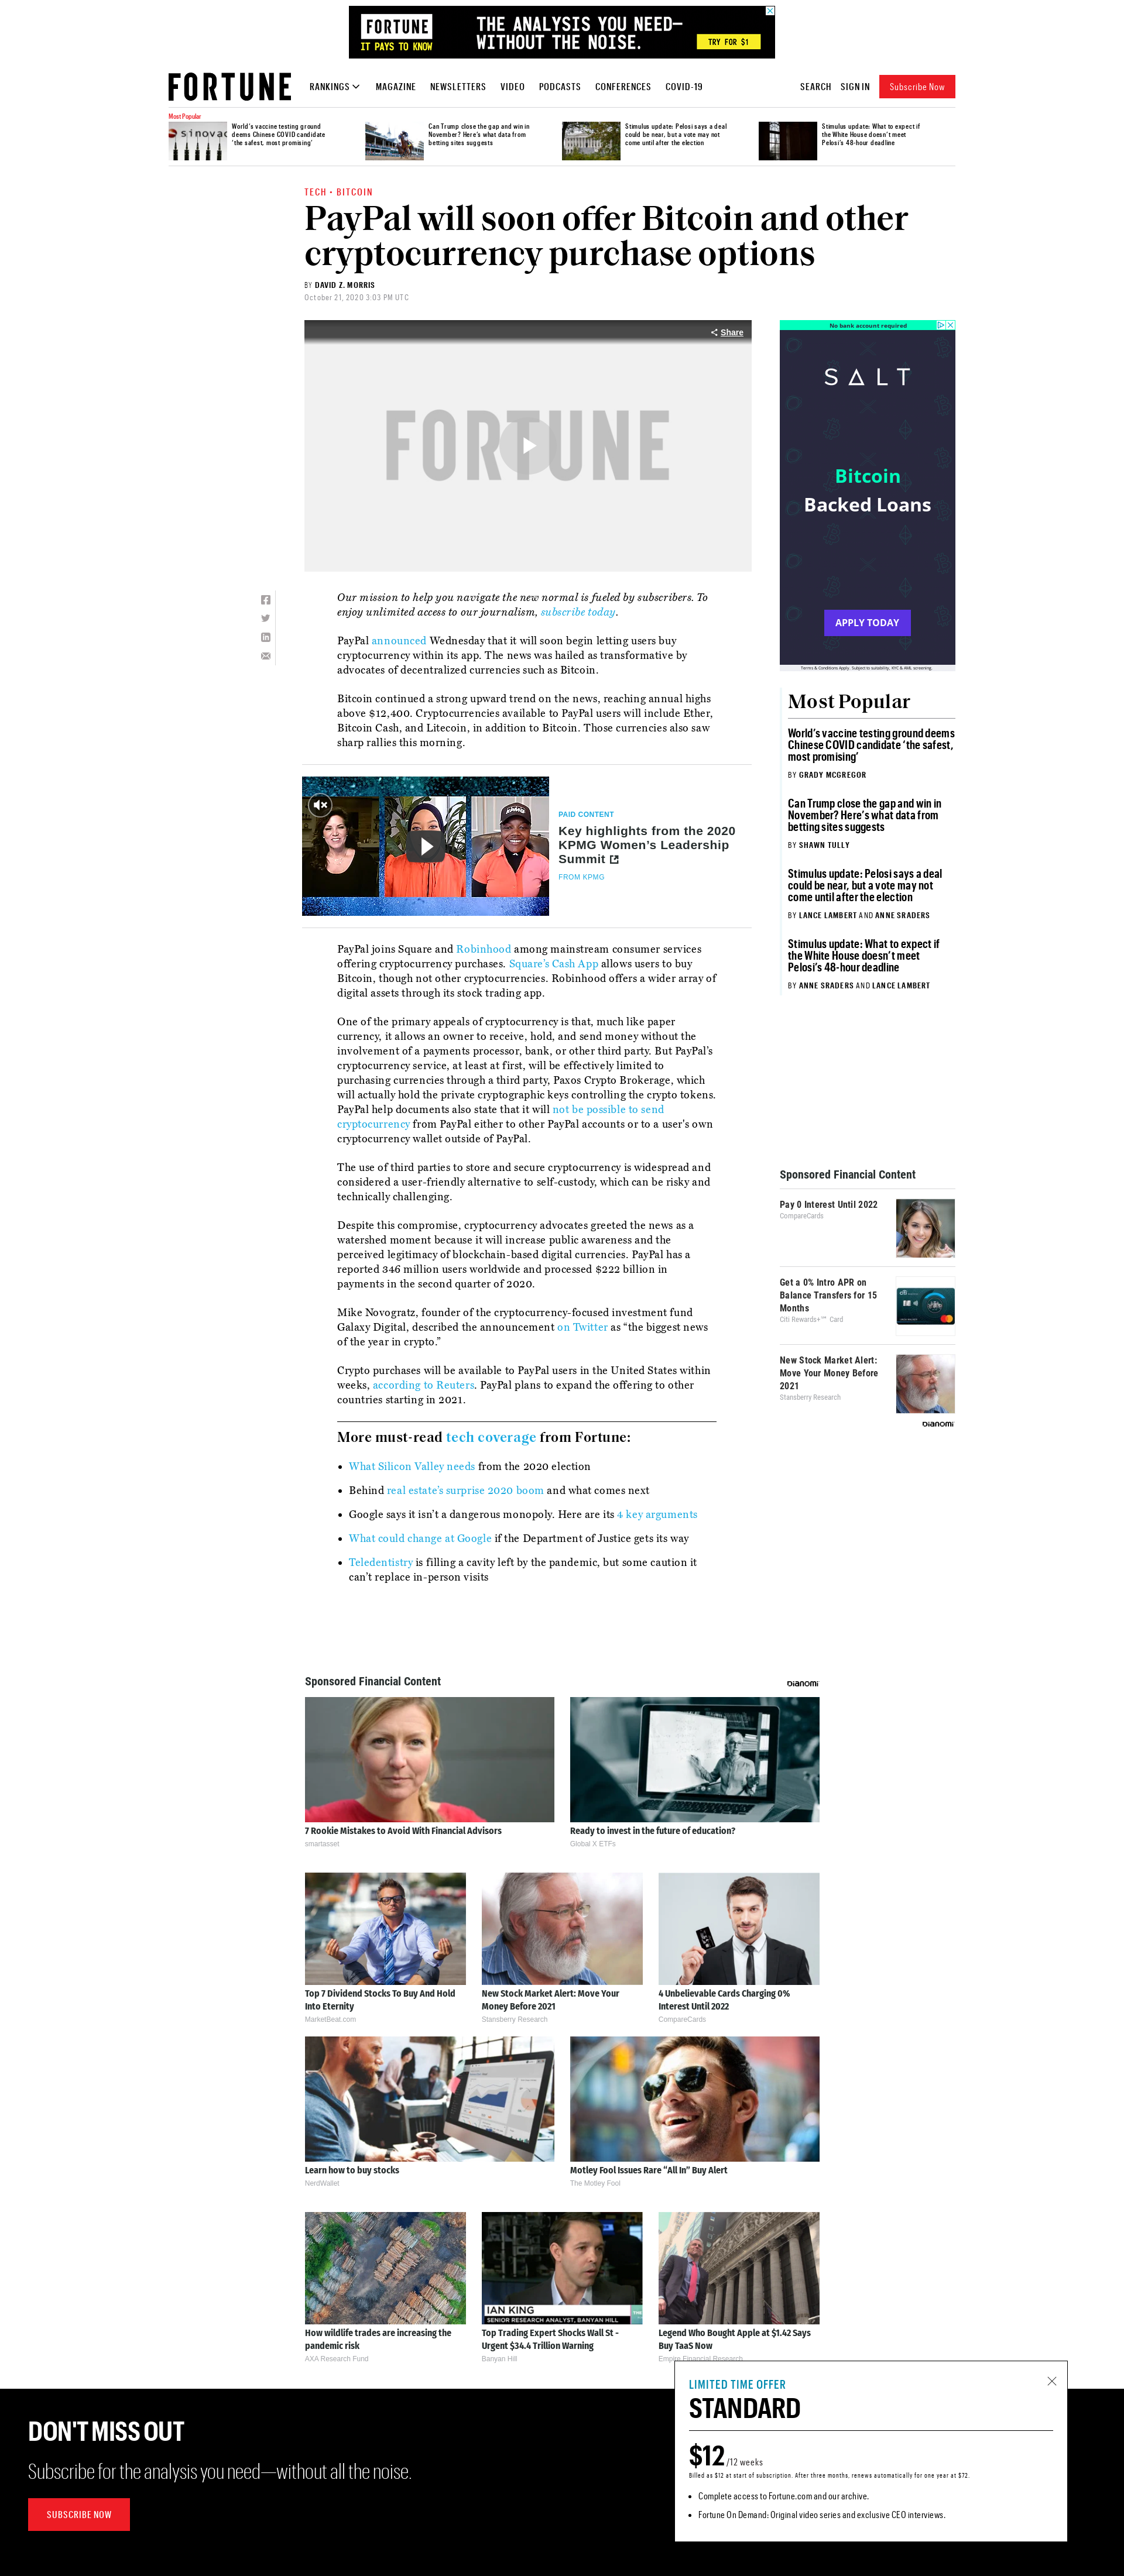 FORTUNE
IT PAYS TO KNOW
THE ANALYSIS YOU NEED—
WITHOUT THE NOISE.
TRY FOR $1
FORTUNE
RANKINGS
MAGAZINE
NEWSLETTERS
VIDEO
PODCASTS
CONFERENCES
COVID-19
SEARCH
SIGN IN
Subscribe Now
Most Popular
sinovac
World's vaccine testing ground
deems Chinese COVID candidate
'the safest, most promising'
Can Trump close the gap and win in
November? Here's what data from
betting sites suggests
Stimulus update: Pelosi says a deal
could be near, but a vote may not
come until after the election
Stimulus update: What to expect if
the White House doesn't meet
Pelosi's 48-hour deadline
TECH • BITCOIN
PayPal will soon offer Bitcoin and other
cryptocurrency purchase options
BY DAVID Z. MORRIS
October 21, 2020 3:03 PM UTC
Share
FORTUNE
Our mission to help you navigate the new normal is fueled by subscribers. To
enjoy unlimited access to our journalism, subscribe today.
PayPal announced Wednesday that it will soon begin letting users buy
cryptocurrency within its app. The news was hailed as transformative by
advocates of decentralized currencies such as Bitcoin.
Bitcoin continued a strong upward trend on the news, reaching annual highs
above $12,400. Cryptocurrencies available to PayPal users will include Ether,
Bitcoin Cash, and Litecoin, in addition to Bitcoin. Those currencies also saw
sharp rallies this morning.
PAID CONTENT
Key highlights from the 2020
KPMG Women's Leadership
Summit
FROM KPMG
PayPal joins Square and Robinhood among mainstream consumer services
offering cryptocurrency purchases. Square's Cash App allows users to buy
Bitcoin, though not other cryptocurrencies. Robinhood offers a wider array of
digital assets through its stock trading app.
One of the primary appeals of cryptocurrency is that, much like paper
currency, it allows an owner to receive, hold, and send money without the
involvement of a payments processor, bank, or other third party. But PayPal's
cryptocurrency service, at least at first, will be effectively limited to
purchasing currencies through a third party, Paxos Crypto Brokerage, which
will actually hold the private cryptographic keys controlling the crypto tokens.
PayPal help documents also state that it will not be possible to send
cryptocurrency from PayPal either to other PayPal accounts or to a user's own
cryptocurrency wallet outside of PayPal.
The use of third parties to store and secure cryptocurrency is widespread and
considered a user-friendly alternative to self-custody, which can be risky and
technically challenging.
Despite this compromise, cryptocurrency advocates greeted the news as a
watershed moment because it will increase public awareness and the
perceived legitimacy of blockchain-based digital currencies. PayPal has a
reported 346 million users worldwide and processed $222 billion in
payments in the second quarter of 2020.
Mike Novogratz, founder of the cryptocurrency-focused investment fund
Galaxy Digital, described the announcement on Twitter as "the biggest news
of the year in crypto."
Crypto purchases will be available to PayPal users in the United States within
weeks, according to Reuters. PayPal plans to expand the offering to other
countries starting in 2021.
More must-read tech coverage from Fortune:
• What Silicon Valley needs from the 2020 election
• Behind real estate's surprise 2020 boom and what comes next
• Google says it isn't a dangerous monopoly. Here are its 4 key arguments
• What could change at Google if the Department of Justice gets its way
• Teledentistry is filling a cavity left by the pandemic, but some caution it
can't replace in-person visits
No bank account required
SALT
Bitcoin
Backed Loans
APPLY TODAY
Terms & Conditions Apply. Subject to suitability, KYC & AML screening.
Most Popular
World's vaccine testing ground deems
Chinese COVID candidate 'the safest,
most promising'
BY GRADY MCGREGOR
Can Trump close the gap and win in
November? Here's what data from
betting sites suggests
BY SHAWN TULLY
Stimulus update: Pelosi says a deal
could be near, but a vote may not
come until after the election
BY LANCE LAMBERT AND ANNE SRADERS
Stimulus update: What to expect if
the White House doesn't meet
Pelosi's 48-hour deadline
BY ANNE SRADERS AND LANCE LAMBERT
Sponsored Financial Content
Pay 0 Interest Until 2022
CompareCards
Get a 0% Intro APR on
Balance Transfers for 15
Months
Citi Rewards+℠ Card
citi
New Stock Market Alert:
Move Your Money Before
2021
Stansberry Research
bianomi
Sponsored Financial Content
bianomi
7 Rookie Mistakes to Avoid With Financial Advisors
smartasset
Ready to invest in the future of education?
Global X ETFs
Top 7 Dividend Stocks To Buy And Hold
Into Eternity
MarketBeat.com
New Stock Market Alert: Move Your
Money Before 2021
Stansberry Research
4 Unbelievable Cards Charging 0%
Interest Until 2022
CompareCards
Learn how to buy stocks
NerdWallet
Motley Fool Issues Rare "All In" Buy Alert
The Motley Fool
How wildlife trades are increasing the
pandemic risk
AXA Research Fund
IAN KING
SENIOR RESEARCH ANALYST, BANYAN HILL
Top Trading Expert Shocks Wall St -
Urgent $34.4 Trillion Warning
Banyan Hill
Legend Who Bought Apple at $1.42 Says
Buy TaaS Now
Empire Financial Research
DON'T MISS OUT
Subscribe for the analysis you need—without all the noise.
SUBSCRIBE NOW
LIMITED TIME OFFER
STANDARD
$12 /12 weeks
Billed as $12 at start of subscription. After three months, renews automatically for one year at $72.
• Complete access to Fortune.com and our archive.
• Fortune On Demand: Original video series and exclusive CEO interviews.